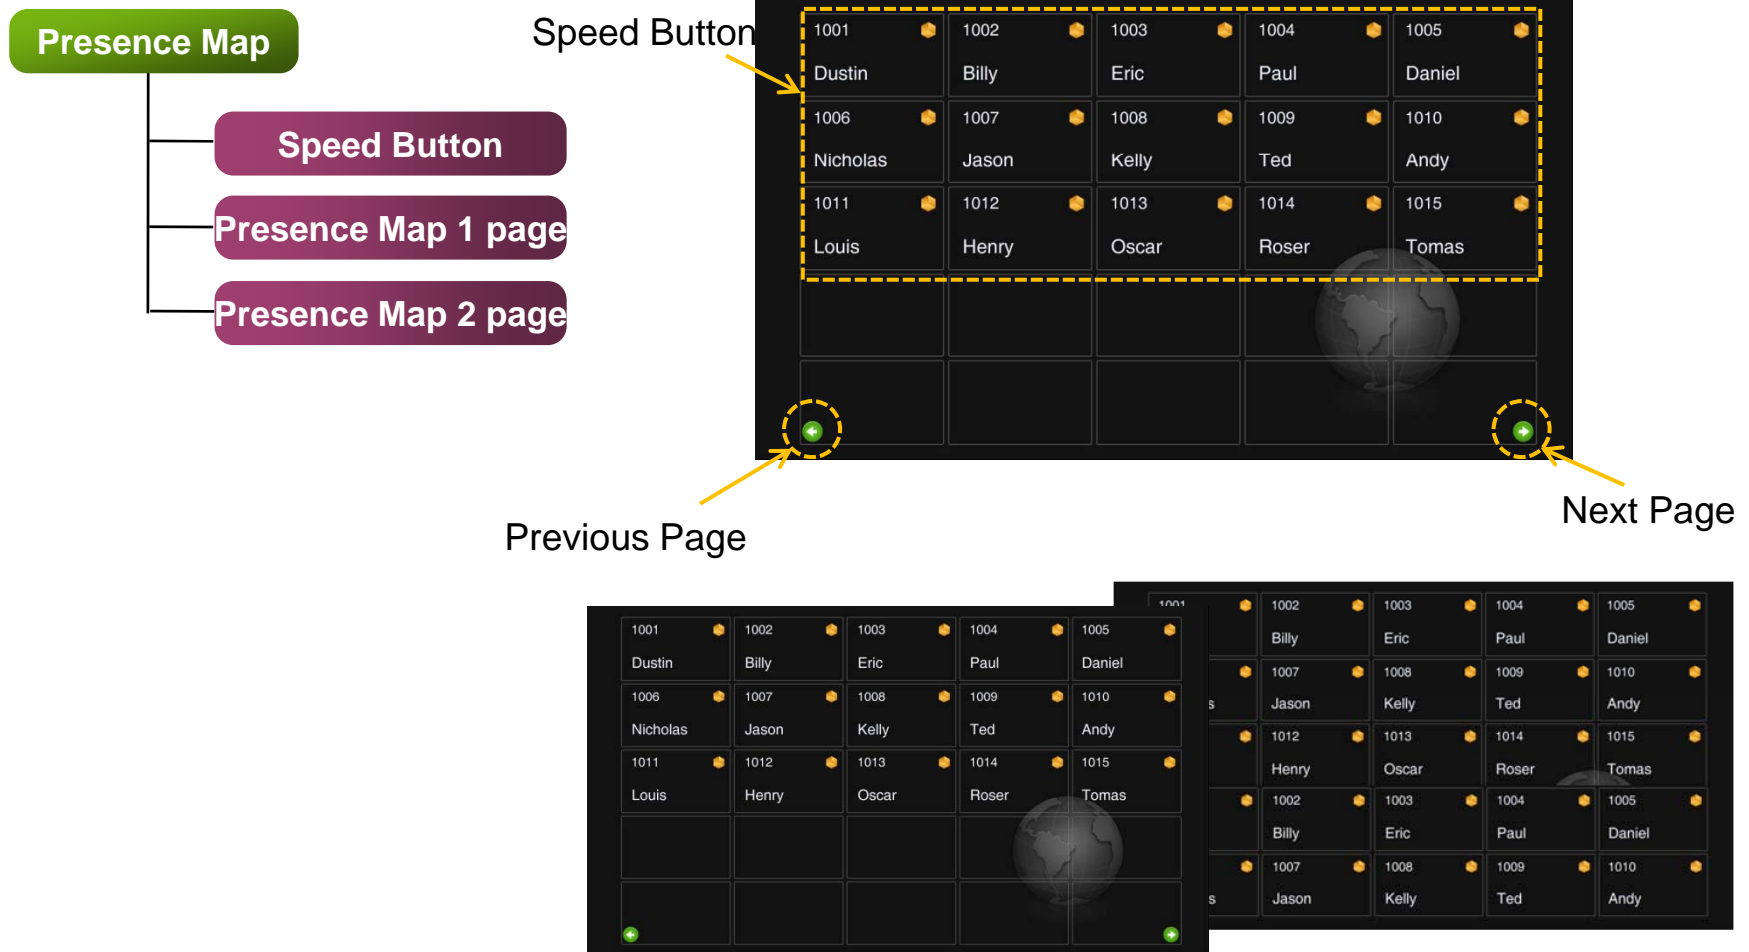 Presence Map
Speed Button
Presence Map 1 page
Presence Map 2 page
Speed Button
1001 1002 1003 1004 1005
Dustin Billy Eric Paul Daniel
1006 1007 1008 1009 1010
Nicholas Jason Kelly Ted Andy
1011 1012 1013 1014 1015
Louis Henry Oscar Roser Tomas
Previous Page
Next Page
1001 1002 1003 1004 1005
Dustin Billy Eric Paul Daniel
1006 1007 1008 1009 1010
Nicholas Jason Kelly Ted Andy
1011 1012 1013 1014 1015
Louis Henry Oscar Roser Tomas
1001 1002 1003 1004 1005
Billy Eric Paul Daniel
1007 1008 1009 1010
s Jason Kelly Ted Andy
1012 1013 1014 1015
Henry Oscar Roser Tomas
1002 1003 1004 1005
Billy Eric Paul Daniel
1007 1008 1009 1010
s Jason Kelly Ted Andy